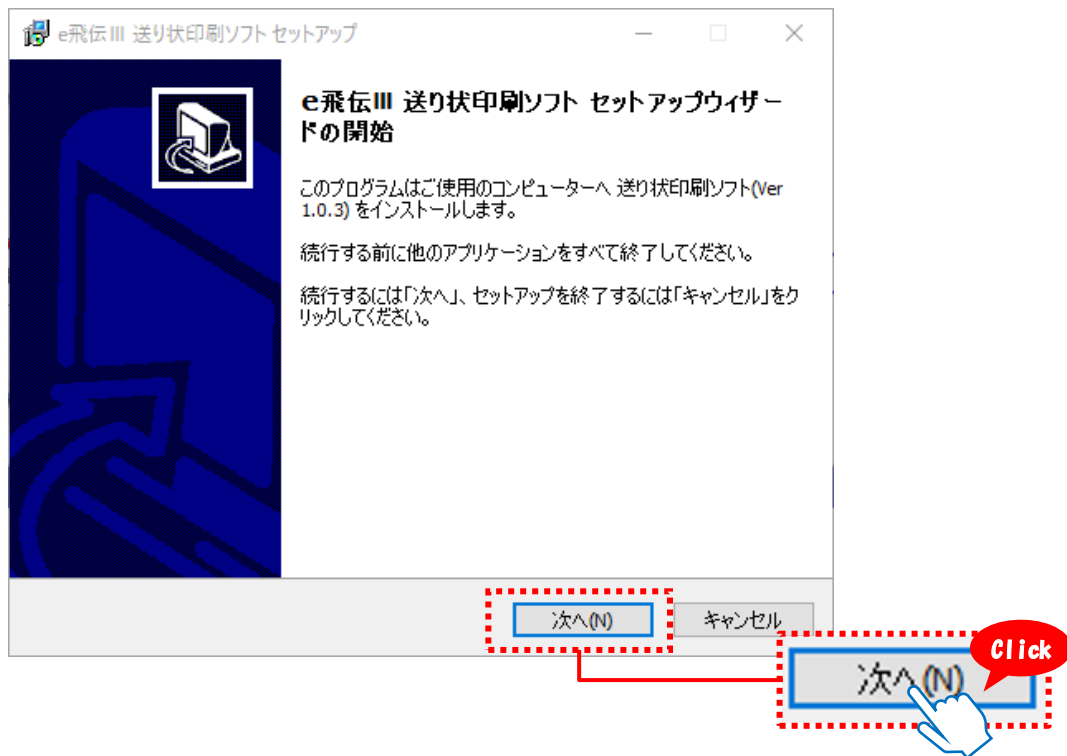 e飛伝Ⅲ 送り状印刷ソフト セットアップ
e飛伝Ⅲ 送り状印刷ソフト セットアップウィザー
ドの開始
このプログラムはご使用のコンピューターへ 送り状印刷ソフト(Ver
1.0.3) をインストールします。
続行する前に他のアプリケーションをすべて終了してください。
続行するには「次へ」、セットアップを終了するには「キャンセル」をク
リックしてください。
次へ(N)
キャンセル
Click
次へ(N)